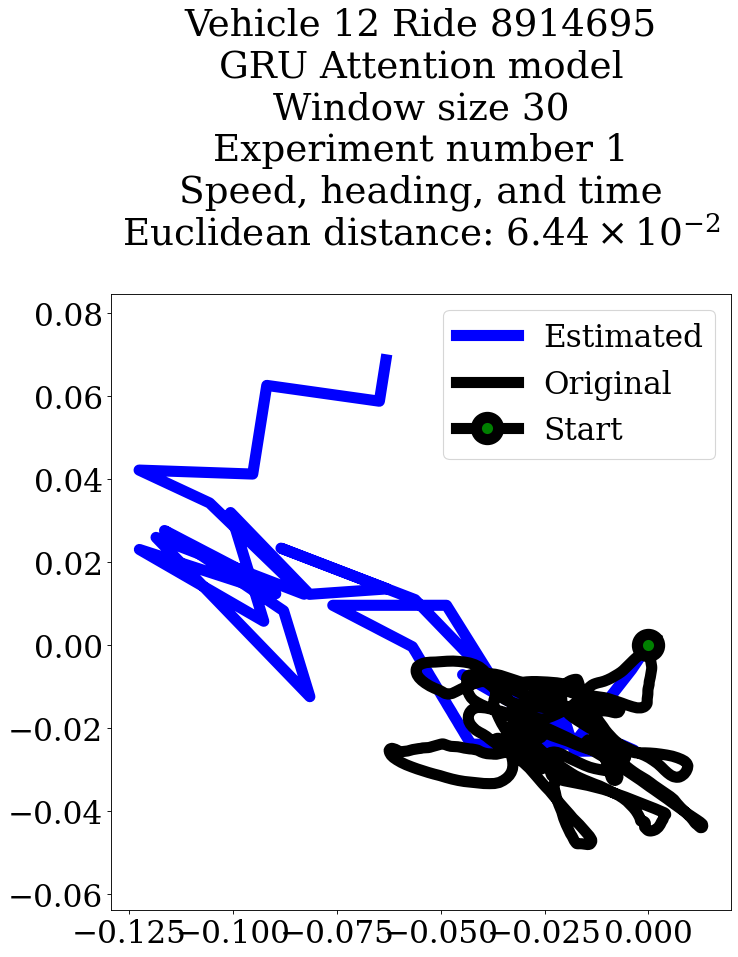 Vehicle 12 Ride 8914695
GRU Attention model
Window size 30
Experiment number 1
Speed, heading, and time
Euclidean distance: 6.44 × 10⁻²
Estimated
Original
Start
0.08
0.06
0.04
0.02
0.00
−0.02
−0.04
−0.06
−0.125 −0.100 −0.075 −0.050 −0.025 0.000